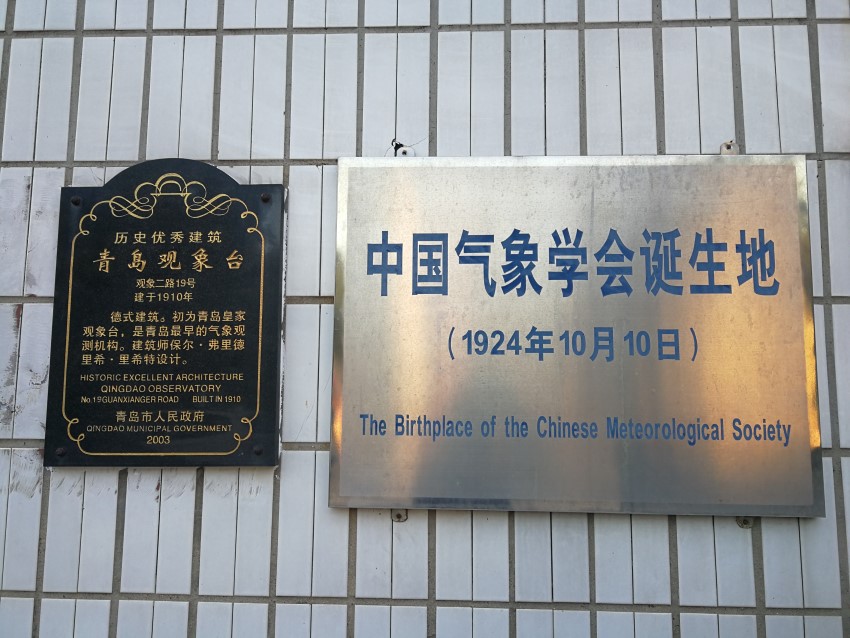 历史优秀建筑
青岛观象台
观象二路19号
建于1910年
德式建筑。初为青岛皇家
观象台，是青岛最早的气象观
测机构。建筑师保尔·弗里德
里希·里希特设计。
HISTORIC EXCELLENT ARCHITECTURE
QINGDAO OBSERVATORY
No.19GUANXIANGER ROAD BUILT IN 1910
青岛市人民政府
QINGDAO MUNICIPAL GOVERNMENT
2003
中国气象学会诞生地
（1924年10月10日）
The Birthplace of the Chinese Meteorological Society